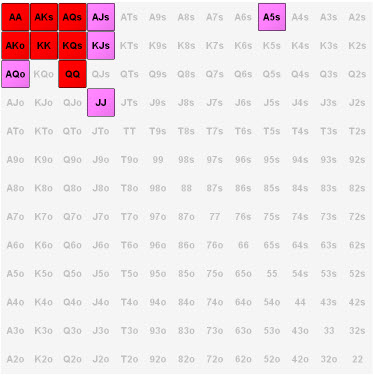 AA AKs AQs AJs ATs A9s A8s A7s A6s A5s A4s A3s A2s
AKo KK KQs KJs KTs K9s K8s K7s K6s K5s K4s K3s K2s
AQo KQo QQ QJs QTs Q9s Q8s Q7s Q6s Q5s Q4s Q3s Q2s
AJo KJo QJo JJ JTs J9s J8s J7s J6s J5s J4s J3s J2s
ATo KTo QTo JTo TT T9s T8s T7s T6s T5s T4s T3s T2s
A9o K9o Q9o J9o T9o 99 98s 97s 96s 95s 94s 93s 92s
A8o K8o Q8o J8o T8o 98o 88 87s 86s 85s 84s 83s 82s
A7o K7o Q7o J7o T7o 97o 87o 77 76s 75s 74s 73s 72s
A6o K6o Q6o J6o T6o 96o 86o 76o 66 65s 64s 63s 62s
A5o K5o Q5o J5o T5o 95o 85o 75o 65o 55 54s 53s 52s
A4o K4o Q4o J4o T4o 94o 84o 74o 64o 54o 44 43s 42s
A3o K3o Q3o J3o T3o 93o 83o 73o 63o 53o 43o 33 32s
A2o K2o Q2o J2o T2o 92o 82o 72o 62o 52o 42o 32o 22